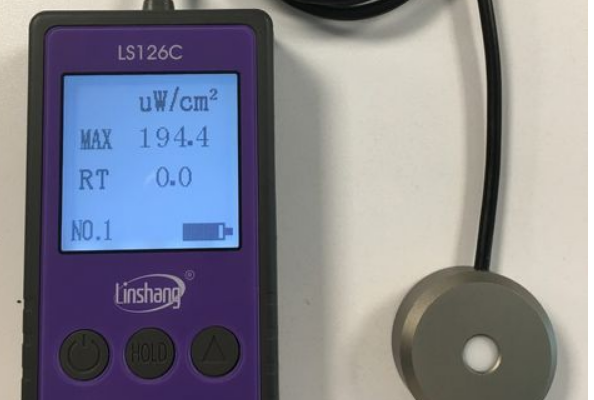 LS126C
uW/cm²
MAX 194.4
RT 0.0
NO.1
Linshang®
HOLD